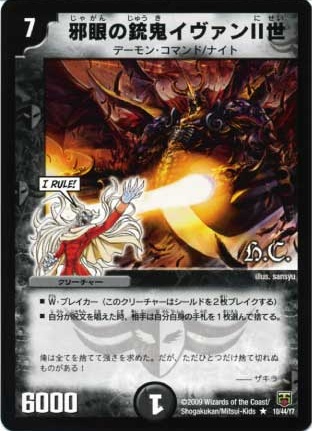 7
じゃがん じゅうき にせい
邪眼の銃鬼イヴァンII世
デーモン・コマンド/ナイト
I RULE!
H.C.
illus. sansyu
クリーチャー
■W・ブレイカー（このクリーチャーはシールドを２枚ブレイクする）
■自分が呪文を唱えた時、相手は自分自身の手札を１枚選んで捨てる。
俺は全てを捨てて強さを求めた。だが、ただひとつだけ捨て切れぬ
ものがある！
—— ザキラ
6000
1
©2009 Wizards of the Coast/
Shogakukan/Mitsui-Kids ★ 10/44/Y7